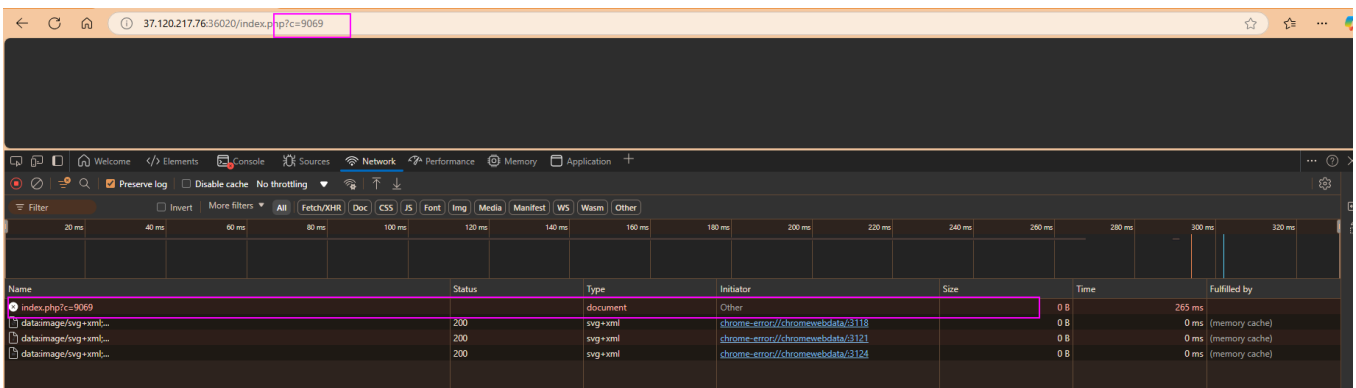 37.120.217.76:36020/index.php?c=9069
Welcome </> Elements Console Sources Network Performance Memory Application
Preserve log Disable cache No throttling
Filter Invert More filters All Fetch/XHR Doc CSS JS Font Img Media Manifest WS Wasm Other
20 ms 40 ms 60 ms 80 ms 100 ms 120 ms 140 ms 160 ms 180 ms 200 ms 220 ms 240 ms 260 ms 280 ms 300 ms 320 ms
Name Status Type Initiator Size Time Fulfilled by
index.php?c=9069 document Other 0 B 265 ms
data:image/svg+xml;... 200 svg+xml chrome-error://chromewebdata/:3118 0 B 0 ms (memory cache)
data:image/svg+xml;... 200 svg+xml chrome-error://chromewebdata/:3121 0 B 0 ms (memory cache)
data:image/svg+xml;... 200 svg+xml chrome-error://chromewebdata/:3124 0 B 0 ms (memory cache)